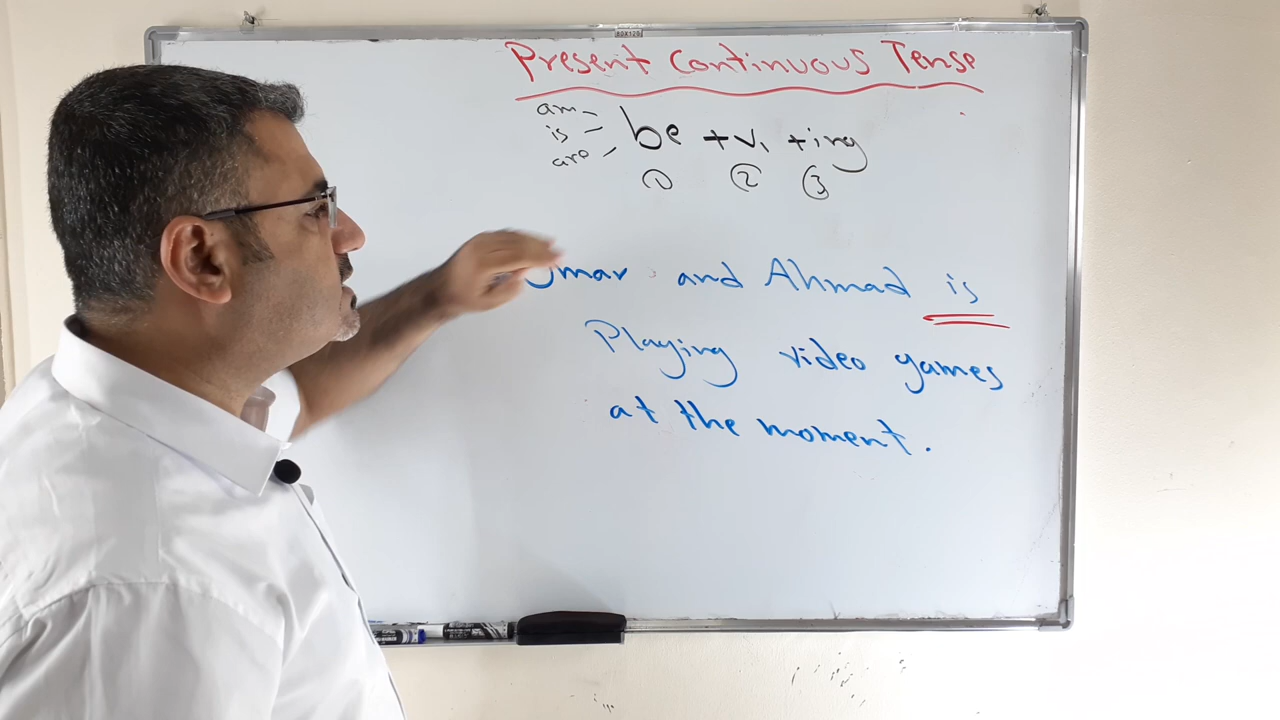 Present Continuous Tense
am
is
are
be + v1 + ing
1 2 3
Omar and Ahmad is
Playing video games
at the moment.